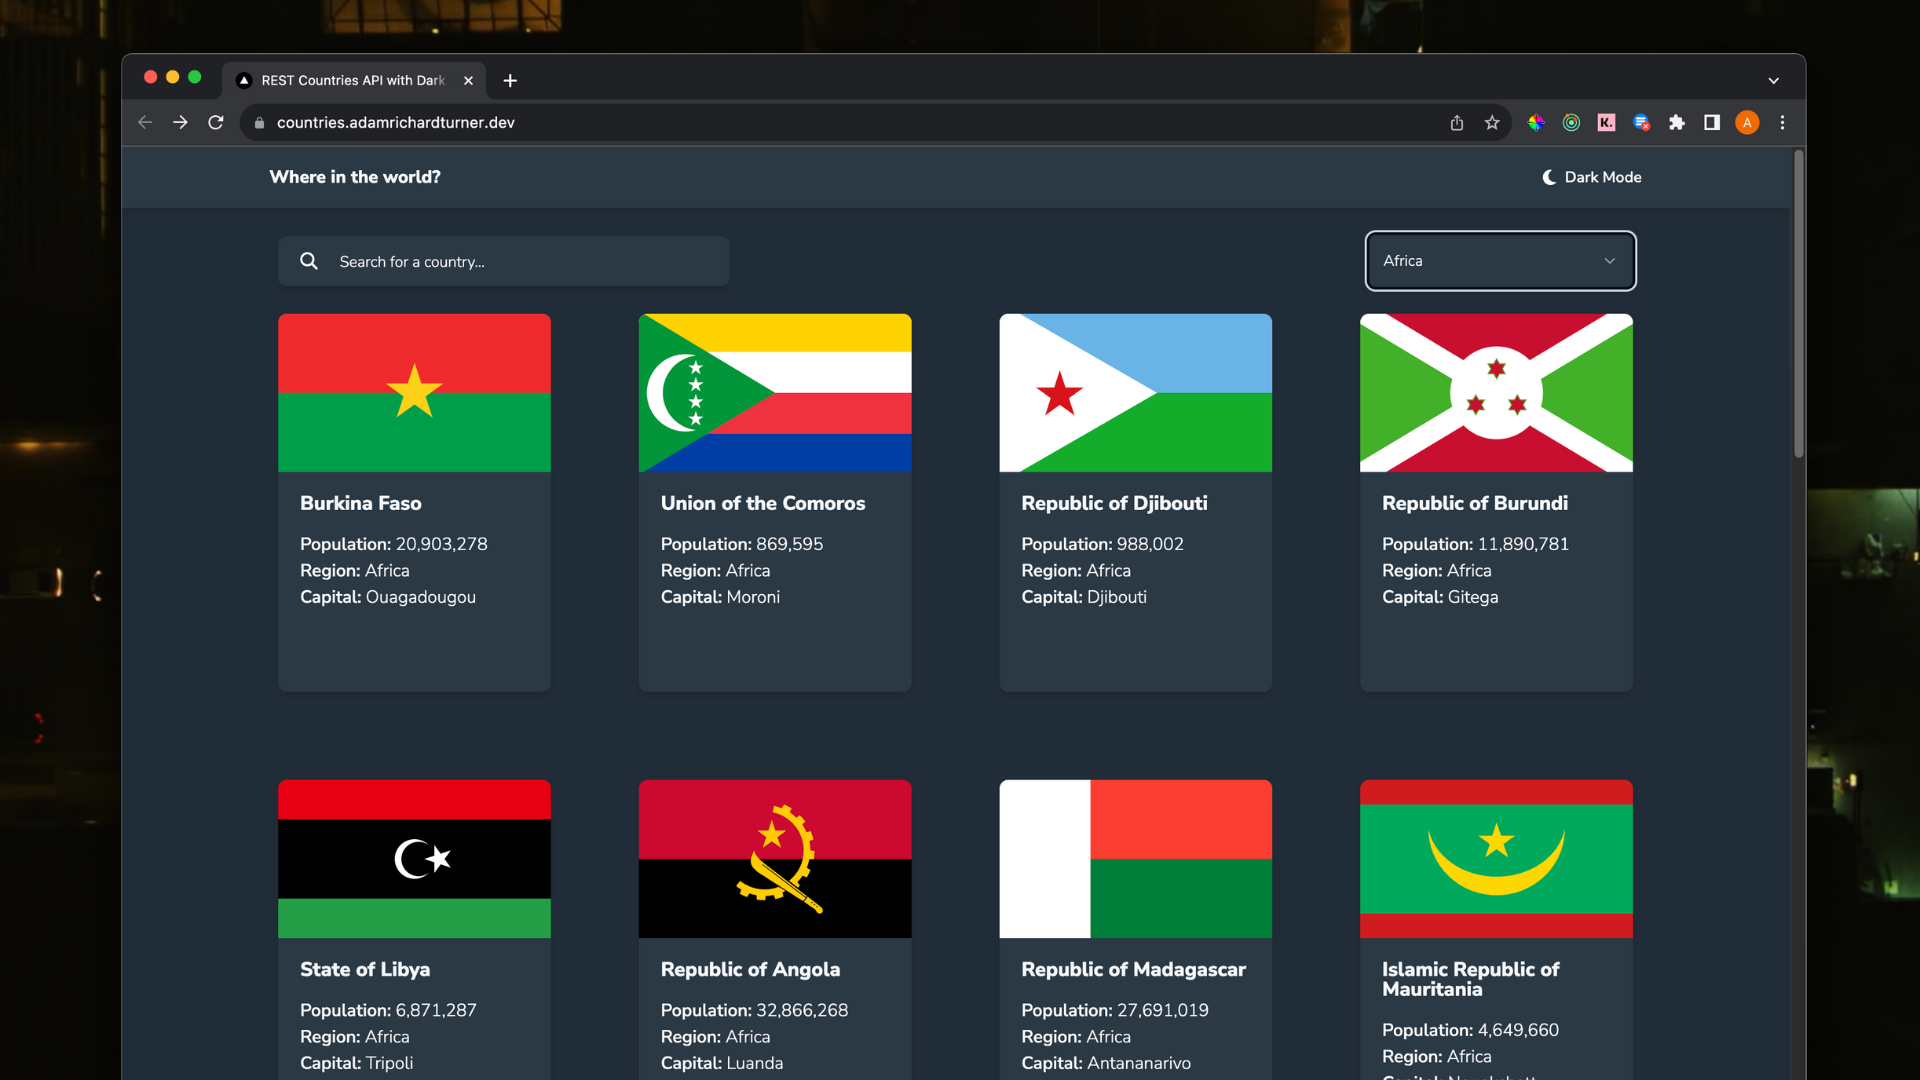 REST Countries API with Dark
countries.adamrichardturner.dev
K.
A
Where in the world?
Dark Mode
Search for a country...
Africa
Burkina Faso
Population: 20,903,278
Region: Africa
Capital: Ouagadougou
Union of the Comoros
Population: 869,595
Region: Africa
Capital: Moroni
Republic of Djibouti
Population: 988,002
Region: Africa
Capital: Djibouti
Republic of Burundi
Population: 11,890,781
Region: Africa
Capital: Gitega
State of Libya
Population: 6,871,287
Region: Africa
Capital: Tripoli
Republic of Angola
Population: 32,866,268
Region: Africa
Capital: Luanda
Republic of Madagascar
Population: 27,691,019
Region: Africa
Capital: Antananarivo
Islamic Republic of
Mauritania
Population: 4,649,660
Region: Africa